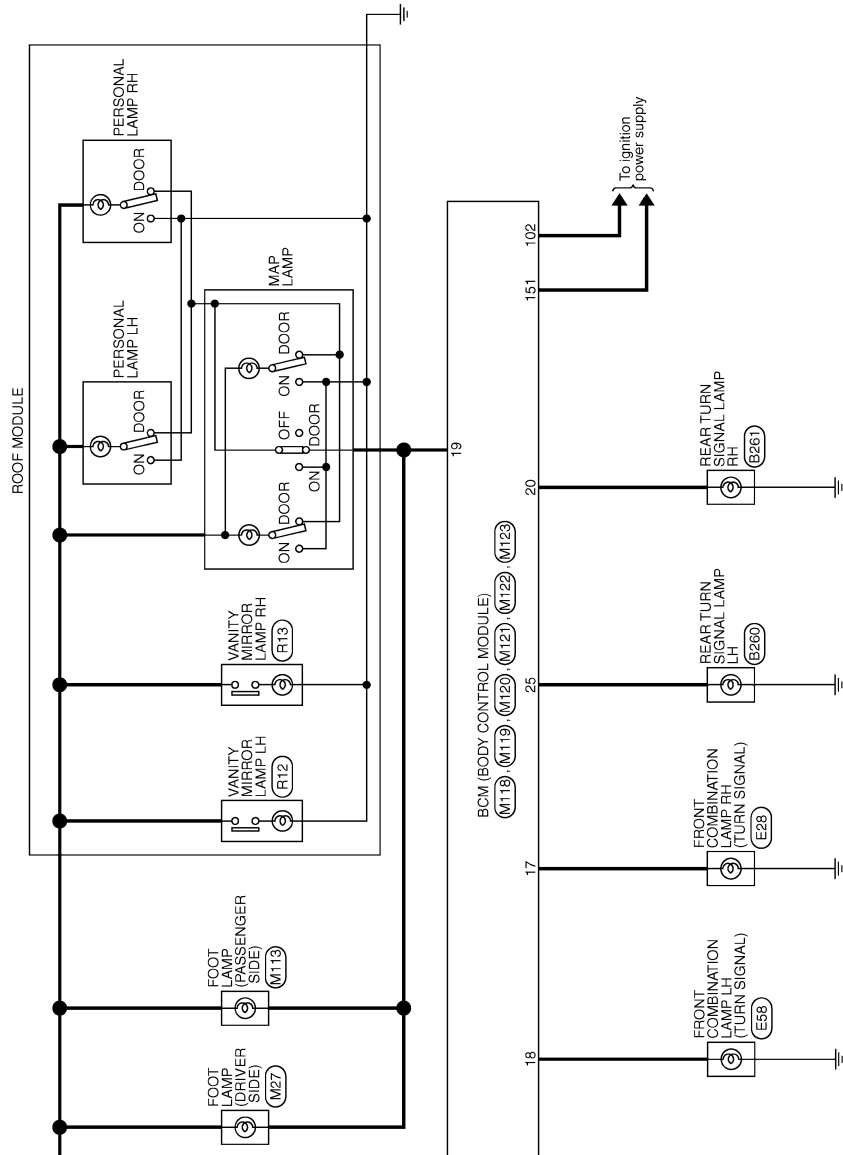 ROOF MODULE
PERSONAL
LAMP RH
DOOR
ON
PERSONAL
LAMP LH
DOOR
ON
MAP
LAMP
DOOR
ON
OFF
DOOR
ON
DOOR
ON
VANITY
MIRROR
LAMP RH
R13
VANITY
MIRROR
LAMP LH
R12
FOOT
LAMP
(PASSENGER
SIDE)
M113
FOOT
LAMP
(DRIVER
SIDE)
M27
To ignition
power supply
102
151
19
20
25
17
18
BCM (BODY CONTROL MODULE)
M118 , M119 , M120 , M121 , M122 , M123
REAR TURN
SIGNAL LAMP
RH
B261
REAR TURN
SIGNAL LAMP
LH
B260
FRONT
COMBINATION
LAMP RH
(TURN SIGNAL)
E28
FRONT
COMBINATION
LAMP LH
(TURN SIGNAL)
E58